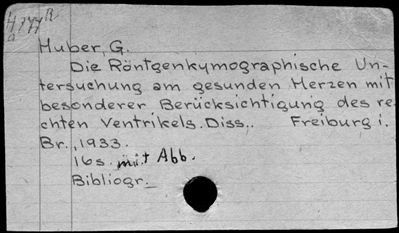 Huber, G.
Die Röntgenkymographische Un-
tersuchung am gesunden Herzen mit
besonderer Berücksichtigung des re
chten Ventrikels. Diss.. Freiburg i.
Br., 1933.
16s. mit Abb.
Bibliogr.